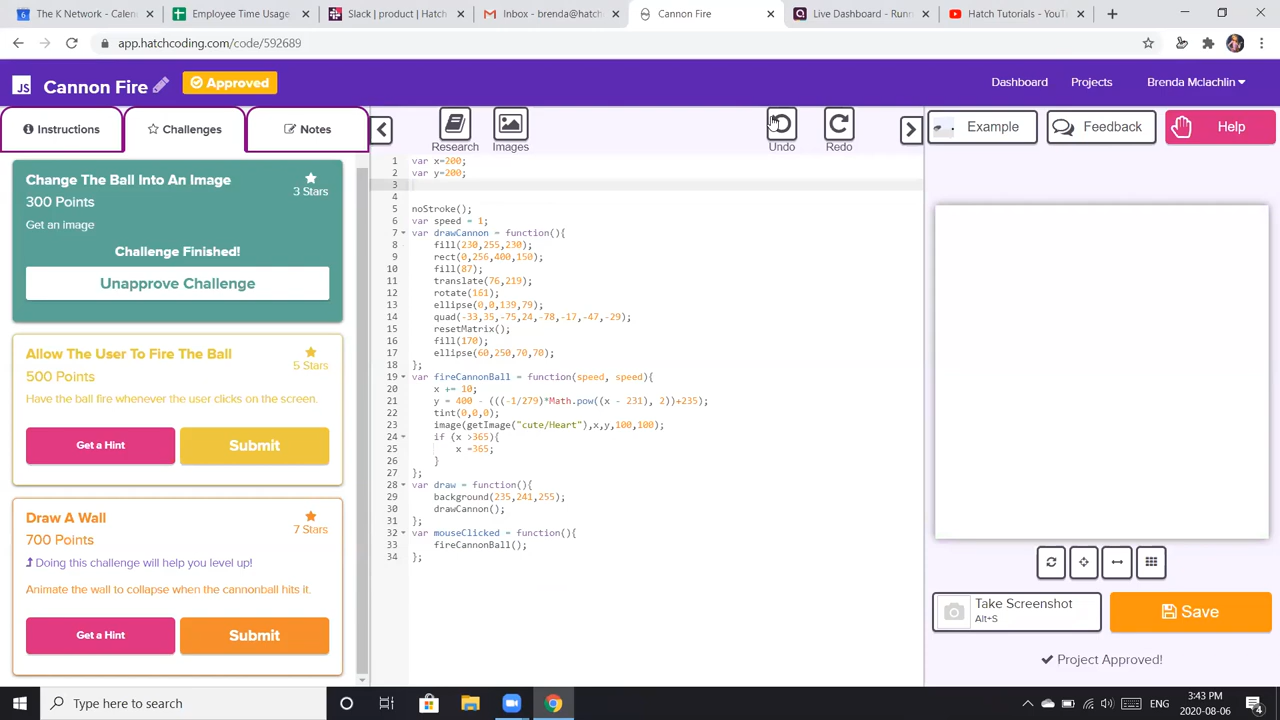 The K Network - Calen
Employee Time Usage
Slack | product | Hatch
Inbox - brenda@hatch
Cannon Fire
Live Dashboard - Runn
Hatch Tutorials - YouT
app.hatchcoding.com/code/592689
JS
Cannon Fire
Approved
Dashboard
Projects
Brenda Mclachlin
Instructions
Challenges
Notes
Research
Images
Undo
Redo
Example
Feedback
Help
Change The Ball Into An Image
3 Stars
300 Points
Get an image
Challenge Finished!
Unapprove Challenge
Allow The User To Fire The Ball
5 Stars
500 Points
Have the ball fire whenever the user clicks on the screen.
Get a Hint
Submit
Draw A Wall
7 Stars
700 Points
Doing this challenge will help you level up!
Animate the wall to collapse when the cannonball hits it.
Get a Hint
Submit
1 var x=200;
2 var y=200;
3
4
5 noStroke();
6 var speed = 1;
7 var drawCannon = function(){
8 fill(230,255,230);
9 rect(0,256,400,150);
10 fill(87);
11 translate(76,219);
12 rotate(161);
13 ellipse(0,0,139,79);
14 quad(-33,35,-75,24,-78,-17,-47,-29);
15 resetMatrix();
16 fill(170);
17 ellipse(60,250,70,70);
18 };
19 var fireCannonBall = function(speed, speed){
20 x += 10;
21 y = 400 - (((-1/279)*Math.pow((x - 231), 2))+235);
22 tint(0,0,0);
23 image(getImage("cute/Heart"),x,y,100,100);
24 if (x >365){
25 x =365;
26 }
27 };
28 var draw = function(){
29 background(235,241,255);
30 drawCannon();
31 };
32 var mouseClicked = function(){
33 fireCannonBall();
34 };
Take Screenshot
Alt+S
Save
Project Approved!
Type here to search
ENG
3:43 PM
2020-08-06
4